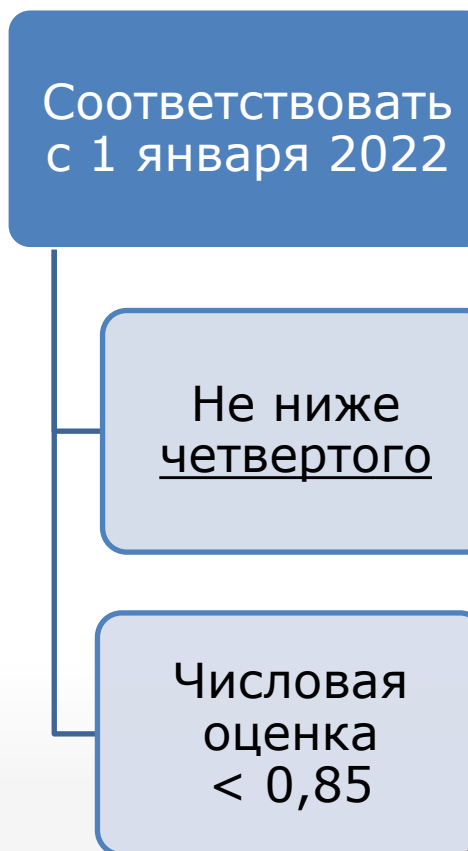 Соответствовать
с 1 января 2022
Не ниже
четвертого
Числовая
оценка
< 0,85